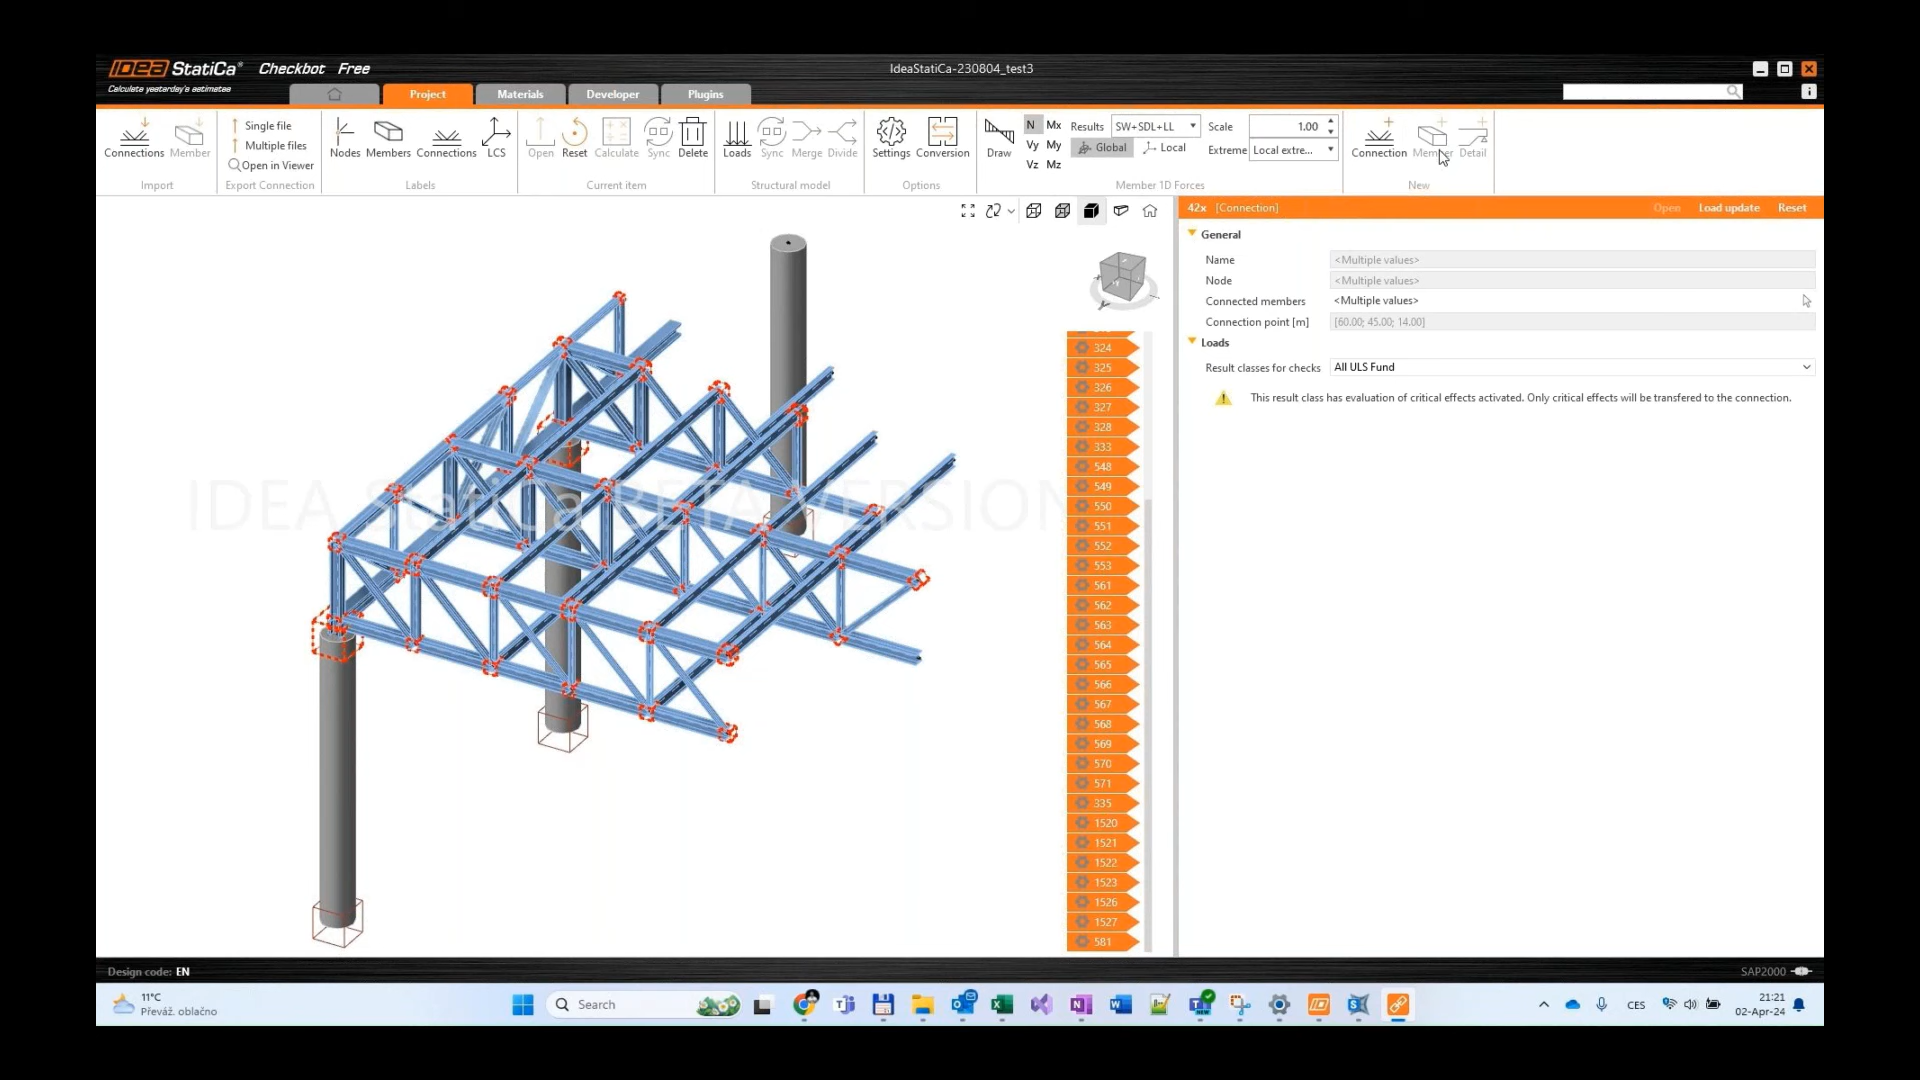 IDEA StatiCa® Checkbot Free
Calculate yesterday's estimates
IdeaStatiCa-230804_test3
Project
Materials
Developer
Plugins
Connections
Member
Import
Single file
Multiple files
Open in Viewer
Export Connection
Nodes
Members
Connections
LCS
Labels
Open
Reset
Calculate
Sync
Delete
Current item
Loads
Sync
Merge
Divide
Structural model
Settings
Conversion
Options
Draw
N
Mx
Vy
My
Vz
Mz
Results
SW+SDL+LL
Global
Local
Scale
1.00
Extreme
Local extre...
Member 1D Forces
Connection
Member
Detail
New
42x [Connection]
Open
Load update
Reset
General
Name
<Multiple values>
Node
<Multiple values>
Connected members
<Multiple values>
Connection point [m]
[60.00; 45.00; 14.00]
Loads
Result classes for checks
All ULS Fund
This result class has evaluation of critical effects activated. Only critical effects will be transfered to the connection.
IDEA StatiCa BETA VERSION
324
325
326
327
328
333
548
549
550
551
552
553
561
562
563
564
565
566
567
568
569
570
571
335
1520
1521
1522
1523
1526
1527
581
Design code: EN
SAP2000
11°C
Převáž. oblačno
Search
CES
21:21
02-Apr-24